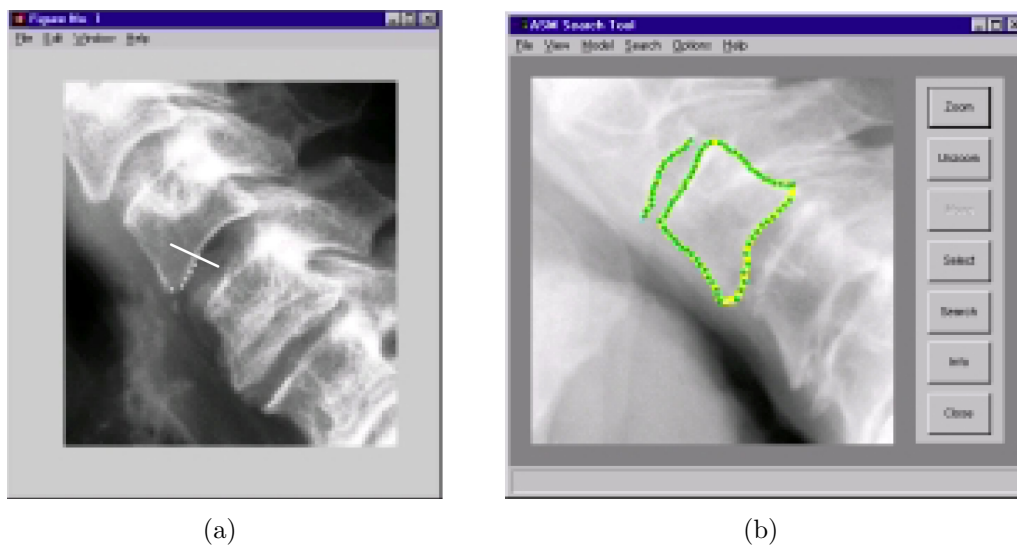 Figure No. 1
File Edit Window Help
ASM Search Tool
File View Model Search Options Help
Zoom
Unzoom
Move
Select
Search
Info
Close
(a)
(b)